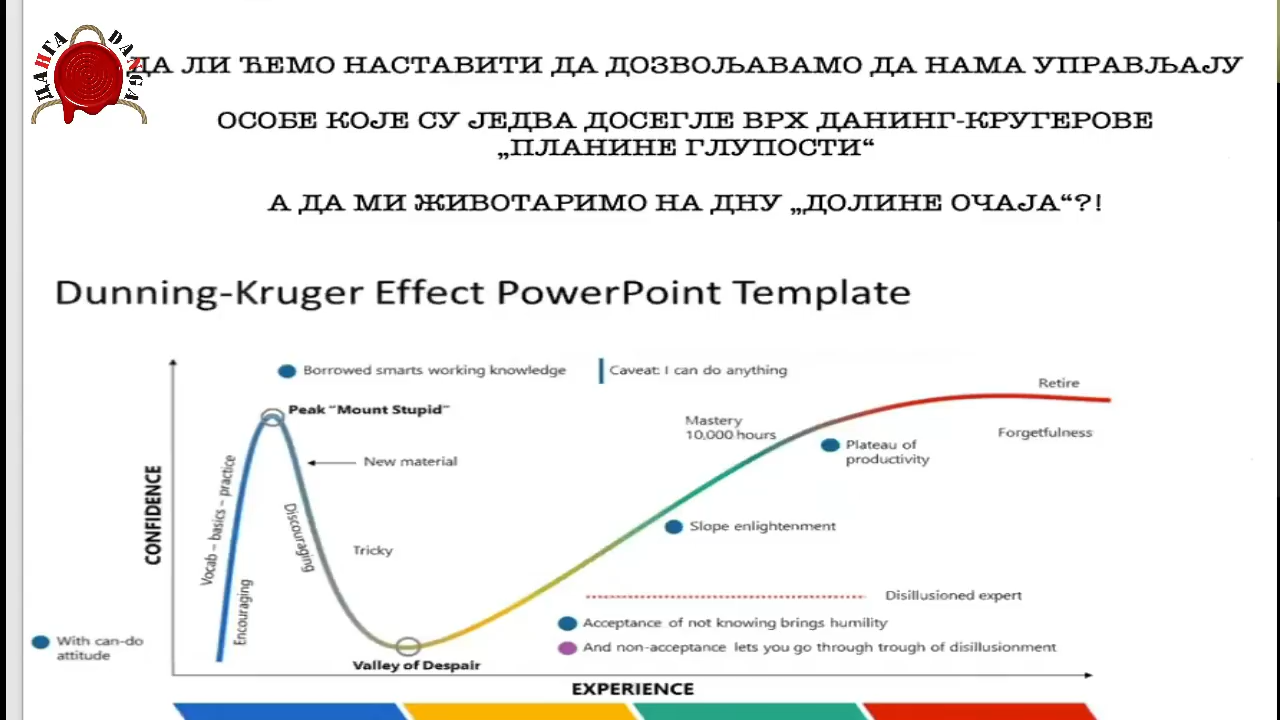 ДАНГА DANGA
ДА ЛИ ЋЕМО НАСТАВИТИ ДА ДОЗВОЉАВАМО ДА НАМА УПРАВЉАЈУ
ОСОБЕ КОЈЕ СУ ЈЕДВА ДОСЕГЛЕ ВРХ ДАНИНГ-КРУГЕРОВЕ
„ПЛАНИНЕ ГЛУПОСТИ“
А ДА МИ ЖИВОТАРИМО НА ДНУ „ДОЛИНЕ ОЧАЈА“?!
Dunning-Kruger Effect PowerPoint Template
Borrowed smarts working knowledge
Caveat: I can do anything
Retire
Peak “Mount Stupid”
Mastery
10,000 hours
Forgetfulness
Plateau of
productivity
New material
Vocab – basics – practice
Discouraging
CONFIDENCE
Slope enlightenment
Tricky
Encouraging
Disillusioned expert
Acceptance of not knowing brings humility
With can-do
attitude
And non-acceptance lets you go through trough of disillusionment
Valley of Despair
EXPERIENCE